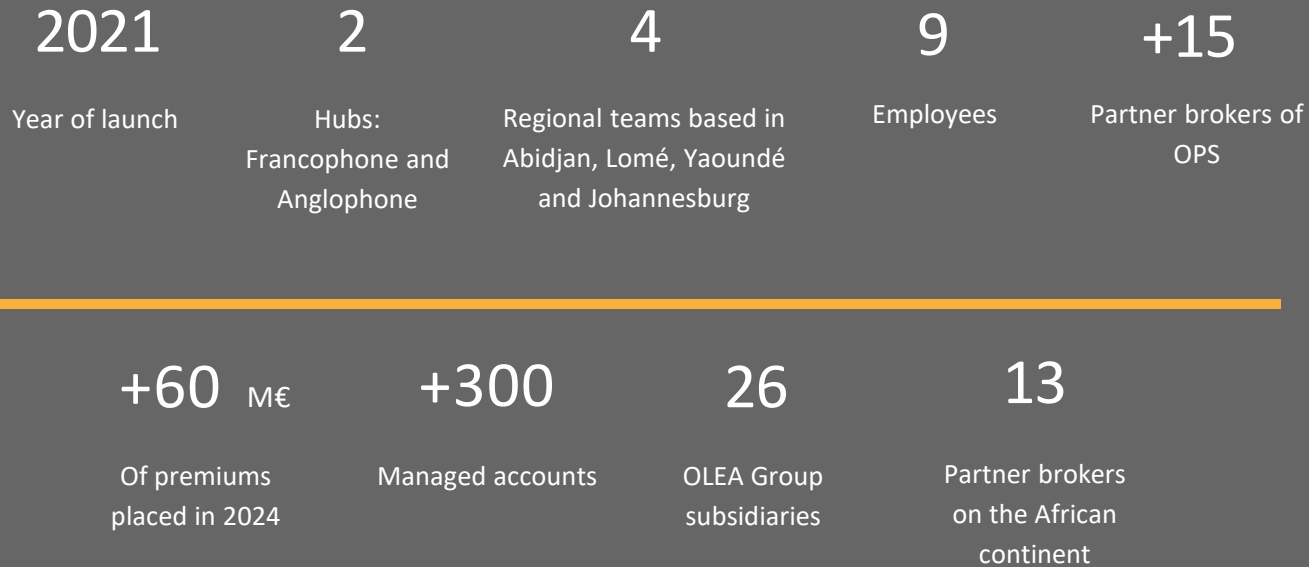 2021
Year of launch
2
Hubs:
Francophone and
Anglophone
4
Regional teams based in
Abidjan, Lomé, Yaoundé
and Johannesburg
9
Employees
+15
Partner brokers of
OPS
+60 M€
Of premiums
placed in 2024
+300
Managed accounts
26
OLEA Group
subsidiaries
13
Partner brokers
on the African
continent